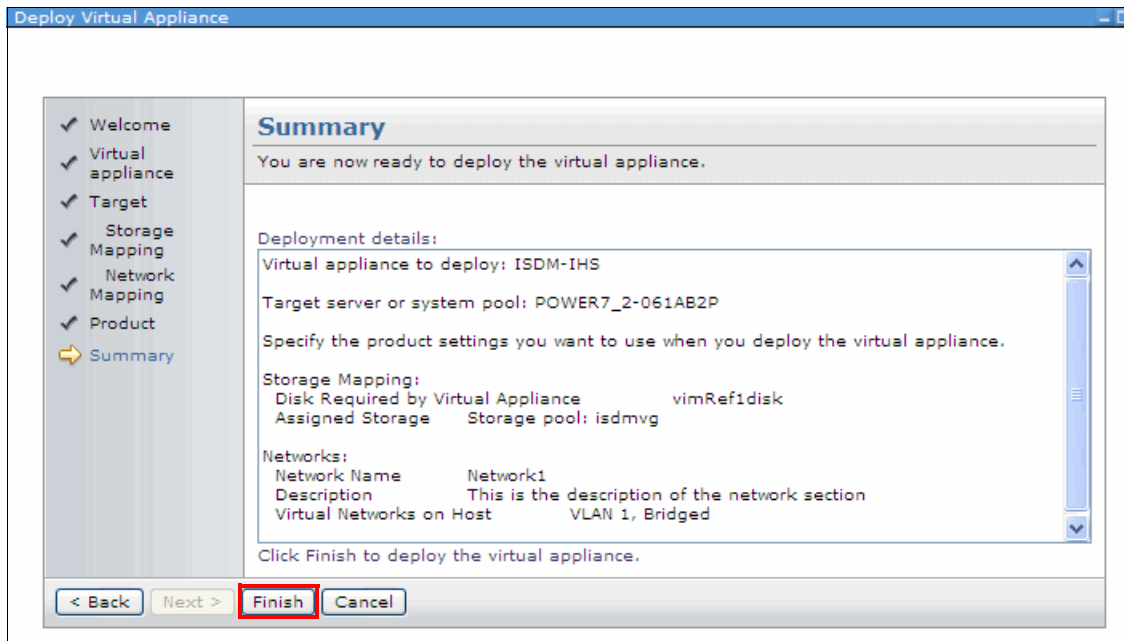 Deploy Virtual Appliance
Welcome
Virtual
appliance
Target
Storage
Mapping
Network
Mapping
Product
Summary
Summary
You are now ready to deploy the virtual appliance.
Deployment details:
Virtual appliance to deploy: ISDM-IHS
Target server or system pool: POWER7_2-061AB2P
Specify the product settings you want to use when you deploy the virtual appliance.
Storage Mapping:
Disk Required by Virtual Appliance vimRef1disk
Assigned Storage Storage pool: isdmvg
Networks:
Network Name Network1
Description This is the description of the network section
Virtual Networks on Host VLAN 1, Bridged
Click Finish to deploy the virtual appliance.
< Back Next > Finish Cancel